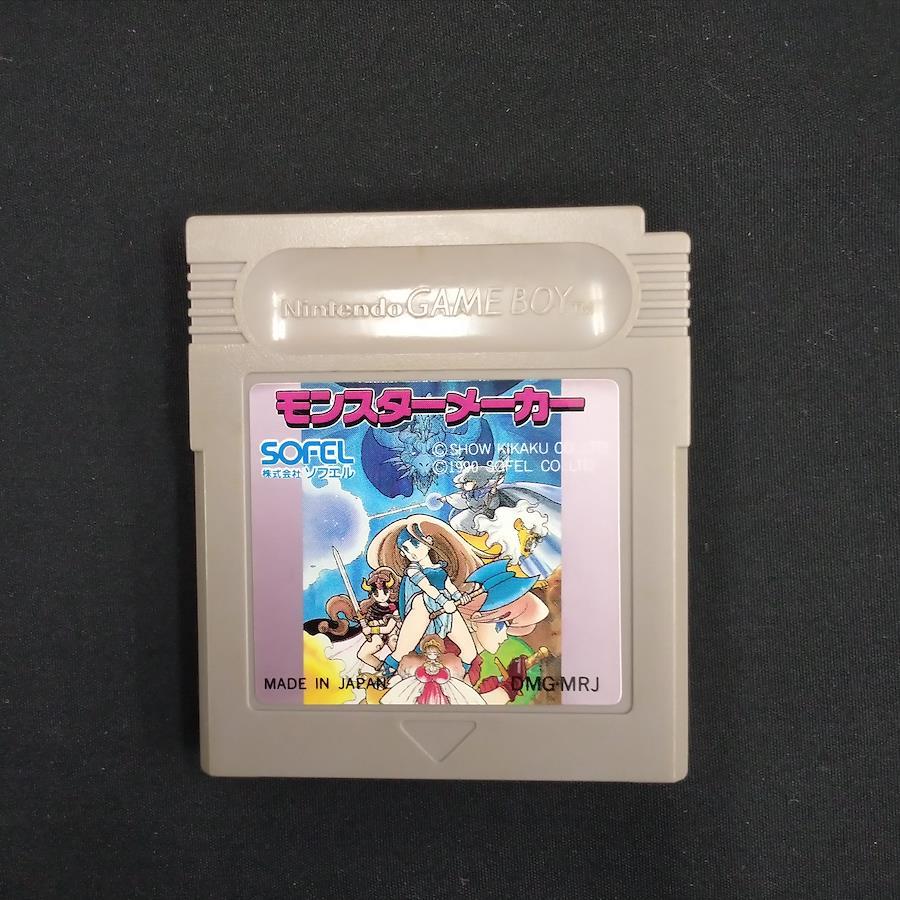 Nintendo GAME BOY TM
モンスターメーカー
SOFEL
株式会社 ソフエル
©SHOW KIKAKU CO.,LTD
©1990 SOFEL CO.,LTD
MADE IN JAPAN
DMG-MRJ